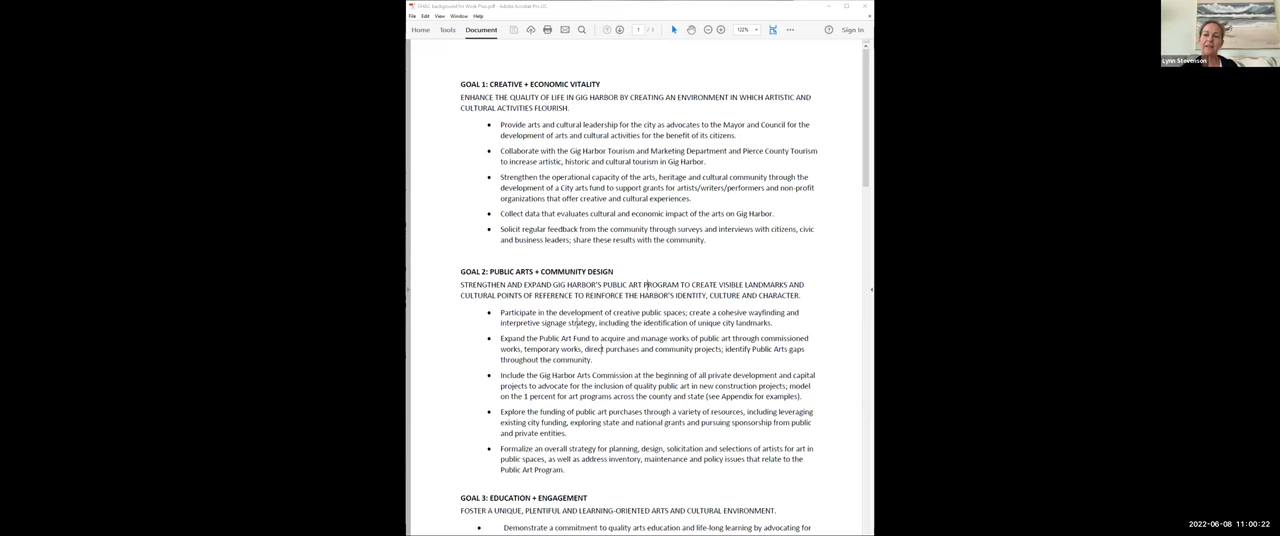 GHAC background for Work Plan.pdf - Adobe Acrobat Pro DC
File Edit View Window Help
Home Tools Document 1 / 3 122% Sign In
GOAL 1: CREATIVE + ECONOMIC VITALITY
ENHANCE THE QUALITY OF LIFE IN GIG HARBOR BY CREATING AN ENVIRONMENT IN WHICH ARTISTIC AND
CULTURAL ACTIVITIES FLOURISH.
• Provide arts and cultural leadership for the city as advocates to the Mayor and Council for the
development of arts and cultural activities for the benefit of its citizens.
• Collaborate with the Gig Harbor Tourism and Marketing Department and Pierce County Tourism
to increase artistic, historic and cultural tourism in Gig Harbor.
• Strengthen the operational capacity of the arts, heritage and cultural community through the
development of a City arts fund to support grants for artists/writers/performers and non-profit
organizations that offer creative and cultural experiences.
• Collect data that evaluates cultural and economic impact of the arts on Gig Harbor.
• Solicit regular feedback from the community through surveys and interviews with citizens, civic
and business leaders; share these results with the community.
GOAL 2: PUBLIC ARTS + COMMUNITY DESIGN
STRENGTHEN AND EXPAND GIG HARBOR'S PUBLIC ART PROGRAM TO CREATE VISIBLE LANDMARKS AND
CULTURAL POINTS OF REFERENCE TO REINFORCE THE HARBOR'S IDENTITY, CULTURE AND CHARACTER.
• Participate in the development of creative public spaces; create a cohesive wayfinding and
interpretive signage strategy, including the identification of unique city landmarks.
• Expand the Public Art Fund to acquire and manage works of public art through commissioned
works, temporary works, direct purchases and community projects; identify Public Arts gaps
throughout the community.
• Include the Gig Harbor Arts Commission at the beginning of all private development and capital
projects to advocate for the inclusion of quality public art in new construction projects; model
on the 1 percent for art programs across the county and state (see Appendix for examples).
• Explore the funding of public art purchases through a variety of resources, including leveraging
existing city funding, exploring state and national grants and pursuing sponsorship from public
and private entities.
• Formalize an overall strategy for planning, design, solicitation and selections of artists for art in
public spaces, as well as address inventory, maintenance and policy issues that relate to the
Public Art Program.
GOAL 3: EDUCATION + ENGAGEMENT
FOSTER A UNIQUE, PLENTIFUL AND LEARNING-ORIENTED ARTS AND CULTURAL ENVIRONMENT.
• Demonstrate a commitment to quality arts education and life-long learning by advocating for
Lynn Stevenson
2022-06-08 11:00:22